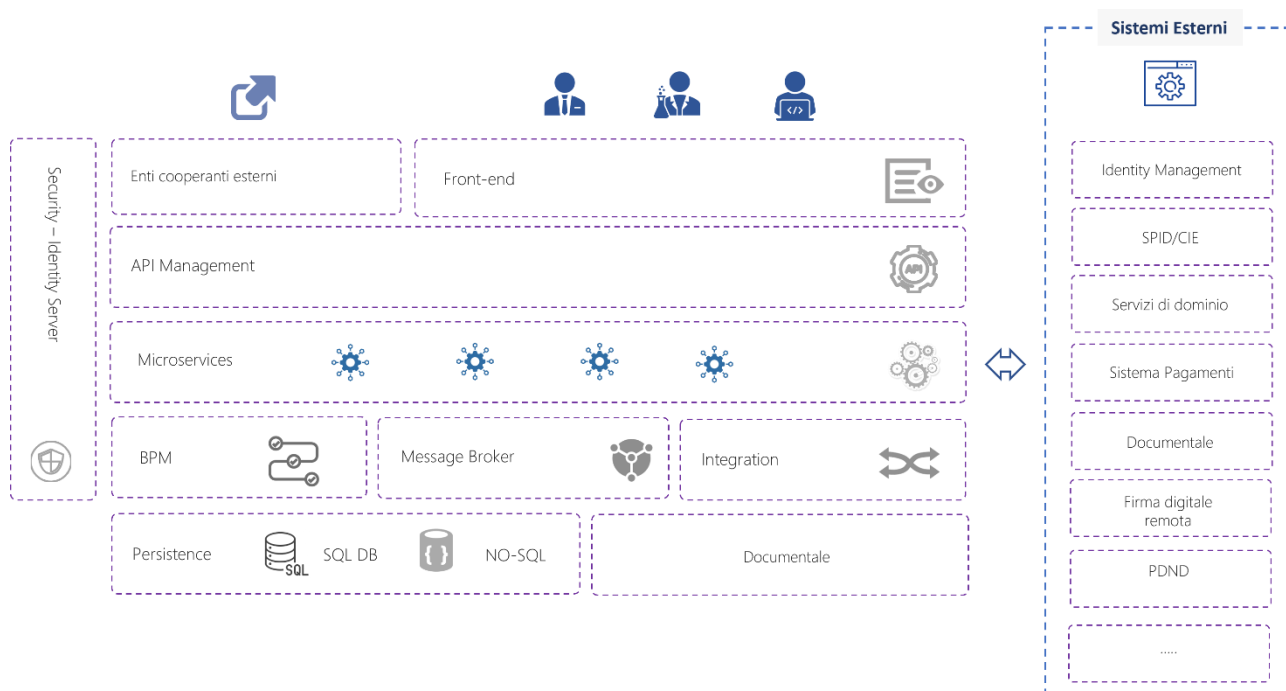 Sistemi Esterni
Security – Identity Server
Enti cooperanti esterni
Front-end
API Management
API
Microservices
BPM
Message Broker
Integration
Persistence
SQL
SQL DB
{ }
NO-SQL
Documentale
</>
Identity Management
SPID/CIE
Servizi di dominio
Sistema Pagamenti
Documentale
Firma digitale
remota
PDND
.....